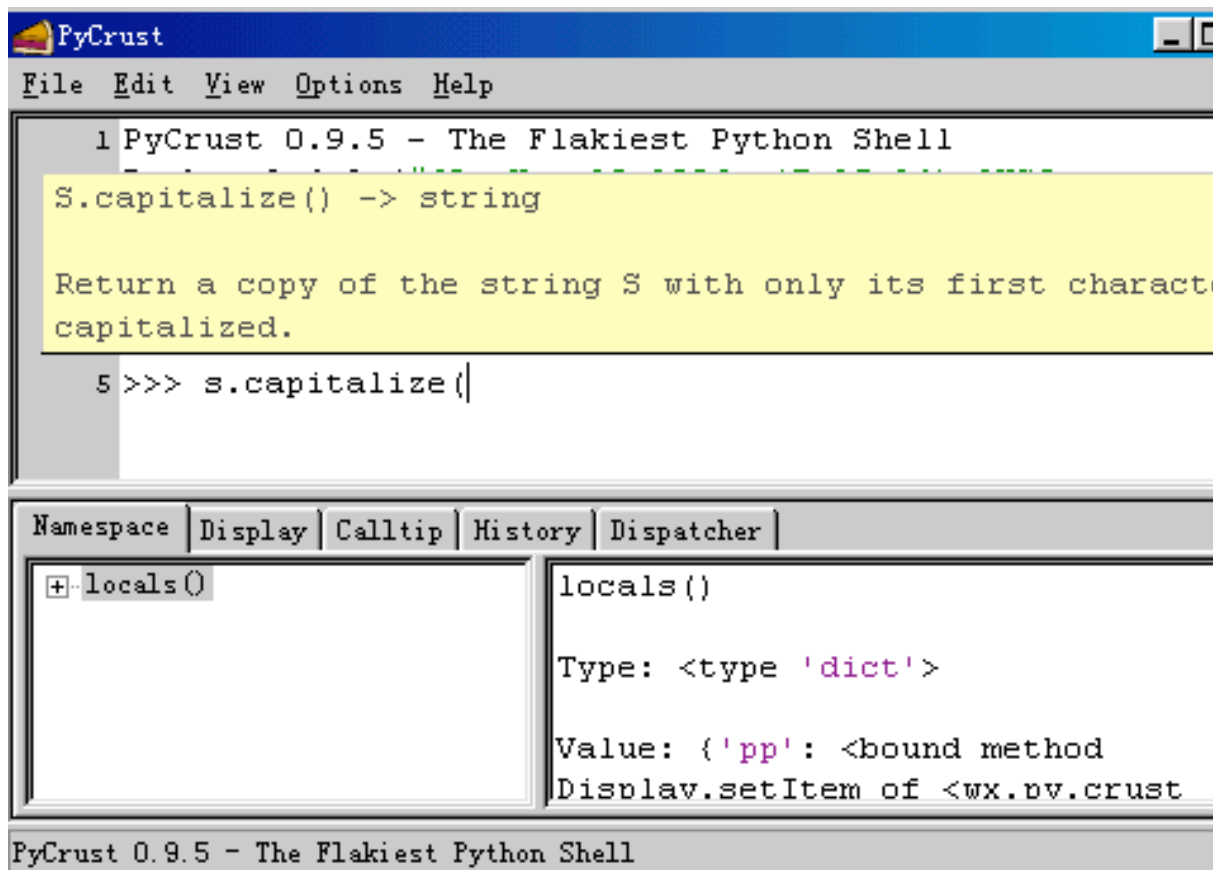 PyCrust
File Edit View Options Help
1 PyCrust 0.9.5 - The Flakiest Python Shell
S.capitalize() -> string
Return a copy of the string S with only its first charact
capitalized.
5 >>> s.capitalize(
Namespace Display Calltip History Dispatcher
locals()
locals()
Type: <type 'dict'>
Value: {'pp': <bound method
Display.setItem of <wx.py.crust
PyCrust 0.9.5 - The Flakiest Python Shell